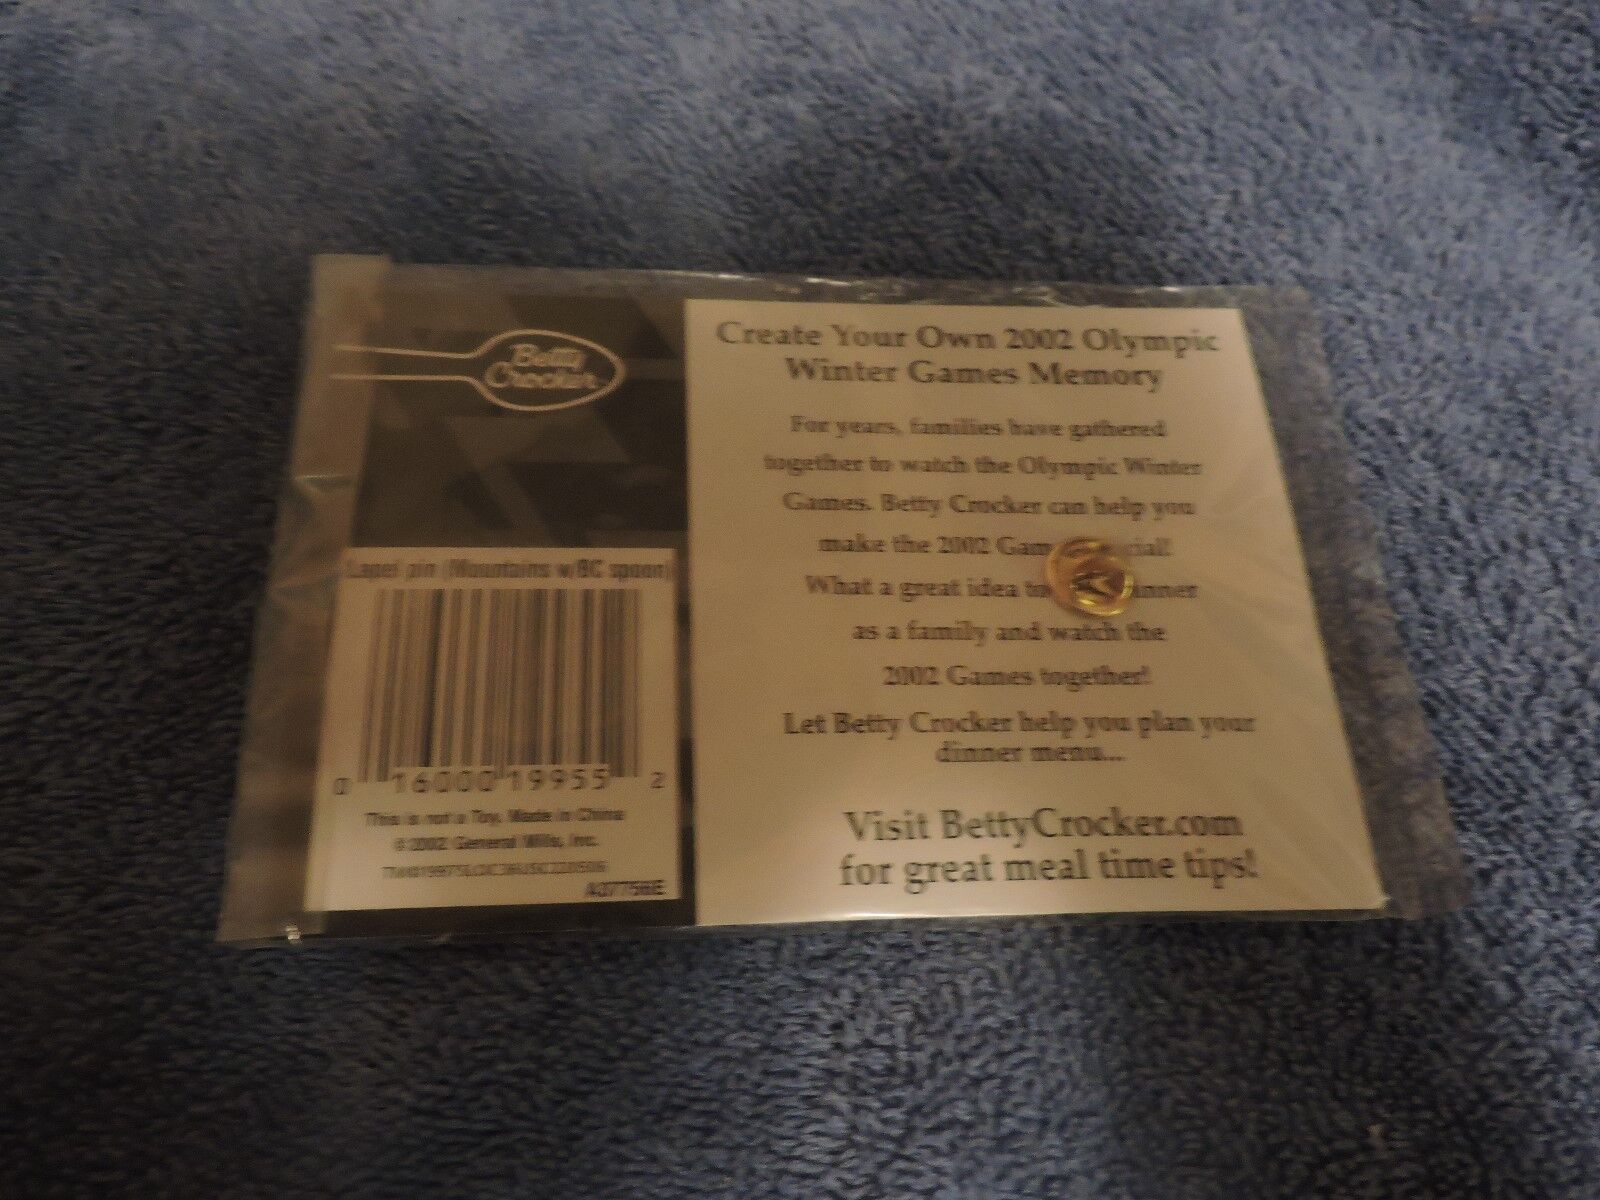 Betty
Crocker
Lapel pin (Mountains w/BC spoon)
0 16000 19955 2
This is not a Toy. Made in China
© 2002 General Mills, Inc.
A37756E
Create Your Own 2002 Olympic
Winter Games Memory
For years, families have gathered
together to watch the Olympic Winter
Games. Betty Crocker can help you
make the 2002
What a great idea to
as a family and watch the
2002 Games together!
Let Betty Crocker help you plan your
dinner menu...
Visit BettyCrocker.com
for great meal time tips!